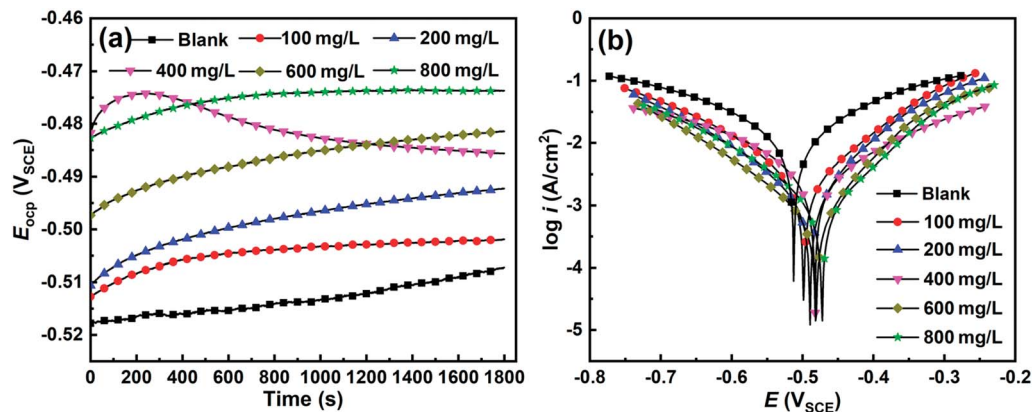 (a)
Blank 100 mg/L 200 mg/L
400 mg/L 600 mg/L 800 mg/L
-0.46
-0.47
-0.48
-0.49
-0.50
-0.51
-0.52
E_ocp (V_SCE)
0 200 400 600 800 1000 1200 1400 1600 1800
Time (s)
(b)
0
-1
-2
-3
-4
-5
log i (A/cm²)
Blank
100 mg/L
200 mg/L
400 mg/L
600 mg/L
800 mg/L
-0.8 -0.7 -0.6 -0.5 -0.4 -0.3 -0.2
E (V_SCE)